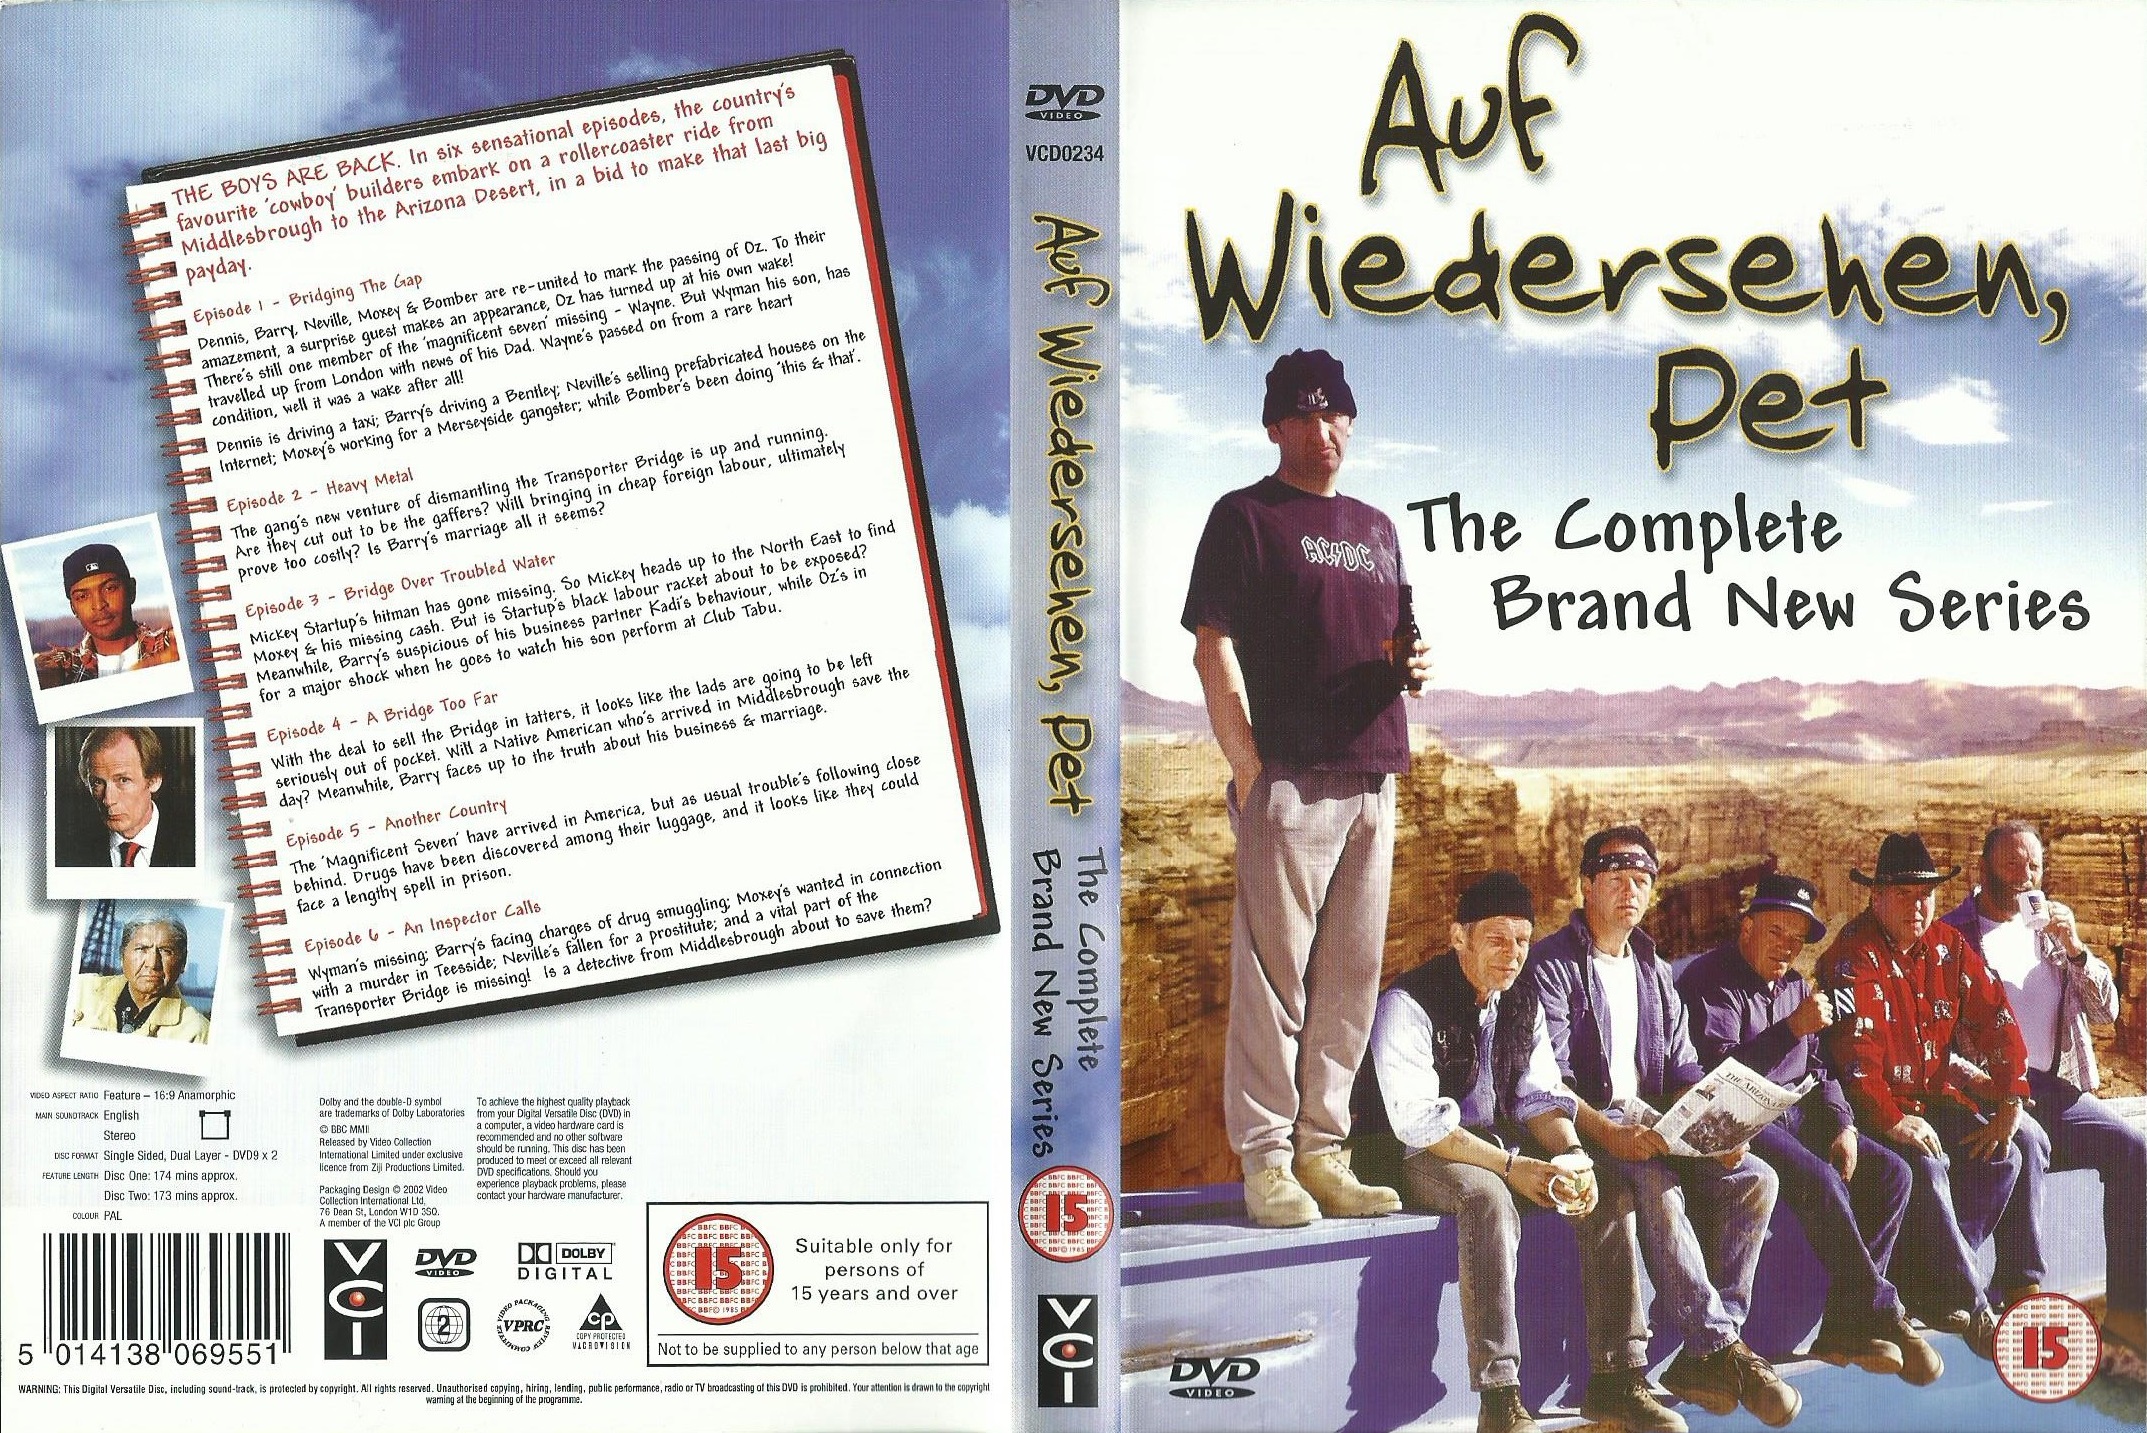 THE BOYS ARE BACK. In six sensational episodes, the country's
favourite 'cowboy' builders embark on a rollercoaster ride from
Middlesbrough to the Arizona Desert, in a bid to make that last big
payday.
Episode 1 - Bridging The Gap
Dennis, Barry, Neville, Moxey & Bomber are re-united to mark the passing of Oz. To their
amazement, a surprise guest makes an appearance, Oz has turned up at his own wake!
There's still one member of the 'magnificent seven' missing - Wayne. But Wyman his son, has
travelled up from London with news of his Dad. Wayne's passed on from a rare heart
condition, well it was a wake after all!
Dennis is driving a taxi; Barry's driving a Bentley; Neville's selling prefabricated houses on the
Internet; Moxey's working for a Merseyside gangster; while Bomber's been doing 'this & that'.
Episode 2 - Heavy Metal
The gang's new venture of dismantling the Transporter Bridge is up and running.
Are they cut out to be the gaffers? Will bringing in cheap foreign labour, ultimately
prove too costly? Is Barry's marriage all it seems?
Episode 3 - Bridge Over Troubled Water
Mickey Startup's hitman has gone missing. So Mickey heads up to the North East to find
Moxey & his missing cash. But is Startup's black labour racket about to be exposed?
Meanwhile, Barry's suspicious of his business partner Kadi's behaviour, while Oz's in
for a major shock when he goes to watch his son perform at Club Tabu.
Episode 4 - A Bridge Too Far
With the deal to sell the Bridge in tatters, it looks like the lads are going to be left
seriously out of pocket. Will a Native American who's arrived in Middlesbrough save the
day? Meanwhile, Barry faces up to the truth about his business & marriage.
Episode 5 - Another Country
The 'Magnificent Seven' have arrived in America, but as usual trouble's following close
behind. Drugs have been discovered among their luggage, and it looks like they could
face a lengthy spell in prison.
Episode 6 - An Inspector Calls
Wyman's missing; Barry's facing charges of drug smuggling; Moxey's wanted in connection
with a murder in Teesside; Neville's fallen for a prostitute; and a vital part of the
Transporter Bridge is missing! Is a detective from Middlesbrough about to save them?
VIDEO ASPECT RATIO Feature – 16:9 Anamorphic
MAIN SOUNDTRACK English
Stereo
DISC FORMAT Single Sided, Dual Layer - DVD9 x 2
FEATURE LENGTH Disc One: 174 mins approx.
Disc Two: 173 mins approx.
COLOUR PAL
Dolby and the double-D symbol
are trademarks of Dolby Laboratories
© BBC MMII
Released by Video Collection
International Limited under exclusive
licence from Ziji Productions Limited.
Packaging Design © 2002 Video
Collection International Ltd,
76 Dean St, London W1D 3SQ.
A member of the VCI plc Group
To achieve the highest quality playback
from your Digital Versatile Disc (DVD) in
a computer, a video hardware card is
recommended and no other software
should be running. This disc has been
produced to meet or exceed all relevant
DVD specifications. Should you
experience playback problems, please
contact your hardware manufacturer.
5 014138 069551
VCI
DVD
VIDEO
DOLBY
DIGITAL
2
VIDEO PACKAGING REVIEW COMMITTEE
VPRC
cp
COPY PROTECTED
MACROVISION
15
Suitable only for
persons of
15 years and over
Not to be supplied to any person below that age
WARNING: This Digital Versatile Disc, including sound-track, is protected by copyright. All rights reserved. Unauthorised copying, hiring, lending, public performance, radio or TV broadcasting of this DVD is prohibited. Your attention is drawn to the copyright
warning at the beginning of the programme.
DVD
VIDEO
VCD0234
Auf Wiedersehen, Pet
The Complete
Brand New Series
15
VCI
Auf
Wiedersehen,
Pet
The Complete
Brand New Series
AC/DC
THE ARIZONA
DVD
VIDEO
15